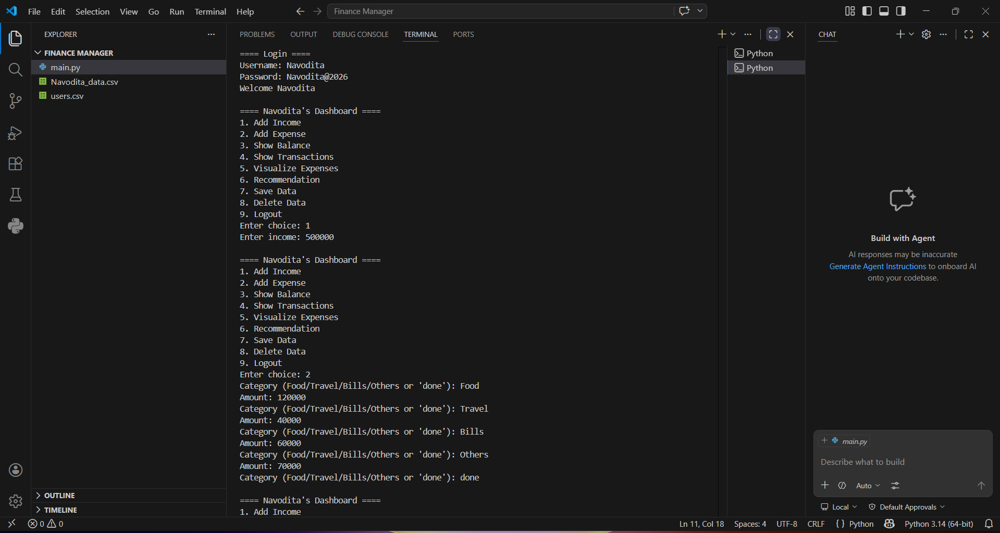 File Edit Selection View Go Run Terminal Help
Finance Manager
EXPLORER
FINANCE MANAGER
main.py
Navodita_data.csv
users.csv
OUTLINE
TIMELINE
PROBLEMS OUTPUT DEBUG CONSOLE TERMINAL PORTS
==== Login ====
Username: Navodita
Password: Navodita@2026
Welcome Navodita
==== Navodita's Dashboard ====
1. Add Income
2. Add Expense
3. Show Balance
4. Show Transactions
5. Visualize Expenses
6. Recommendation
7. Save Data
8. Delete Data
9. Logout
Enter choice: 1
Enter income: 500000
==== Navodita's Dashboard ====
1. Add Income
2. Add Expense
3. Show Balance
4. Show Transactions
5. Visualize Expenses
6. Recommendation
7. Save Data
8. Delete Data
9. Logout
Enter choice: 2
Category (Food/Travel/Bills/Others or 'done'): Food
Amount: 120000
Category (Food/Travel/Bills/Others or 'done'): Travel
Amount: 40000
Category (Food/Travel/Bills/Others or 'done'): Bills
Amount: 60000
Category (Food/Travel/Bills/Others or 'done'): Others
Amount: 70000
Category (Food/Travel/Bills/Others or 'done'): done
==== Navodita's Dashboard ====
1. Add Income
Python
Python
CHAT
Build with Agent
AI responses may be inaccurate
Generate Agent Instructions to onboard AI
onto your codebase.
main.py
Describe what to build
Auto
Local Default Approvals
0 0
Ln 11, Col 18 Spaces: 4 UTF-8 CRLF {} Python Python 3.14 (64-bit)